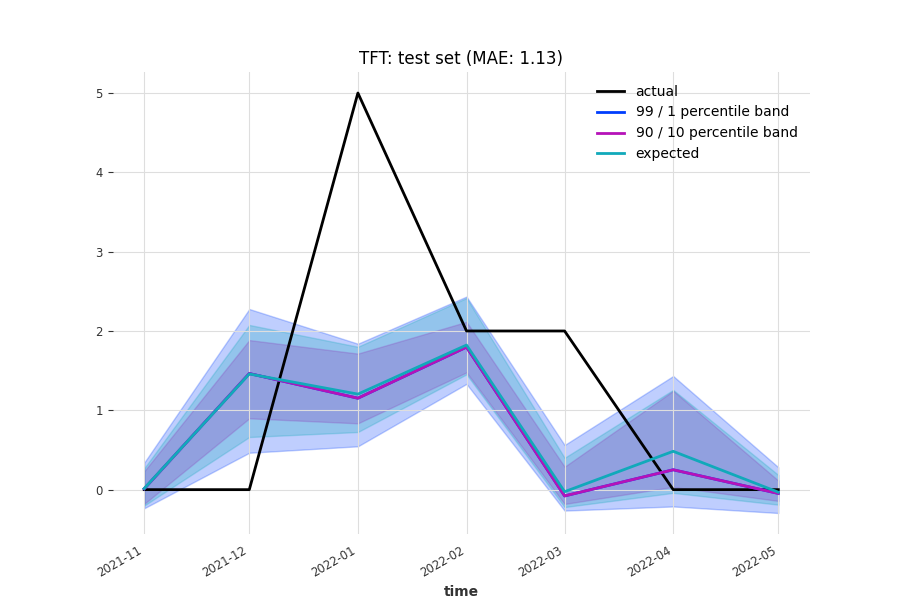 TFT: test set (MAE: 1.13)
actual
99 / 1 percentile band
90 / 10 percentile band
expected
5
4
3
2
1
0
2021-11
2021-12
2022-01
2022-02
2022-03
2022-04
2022-05
time